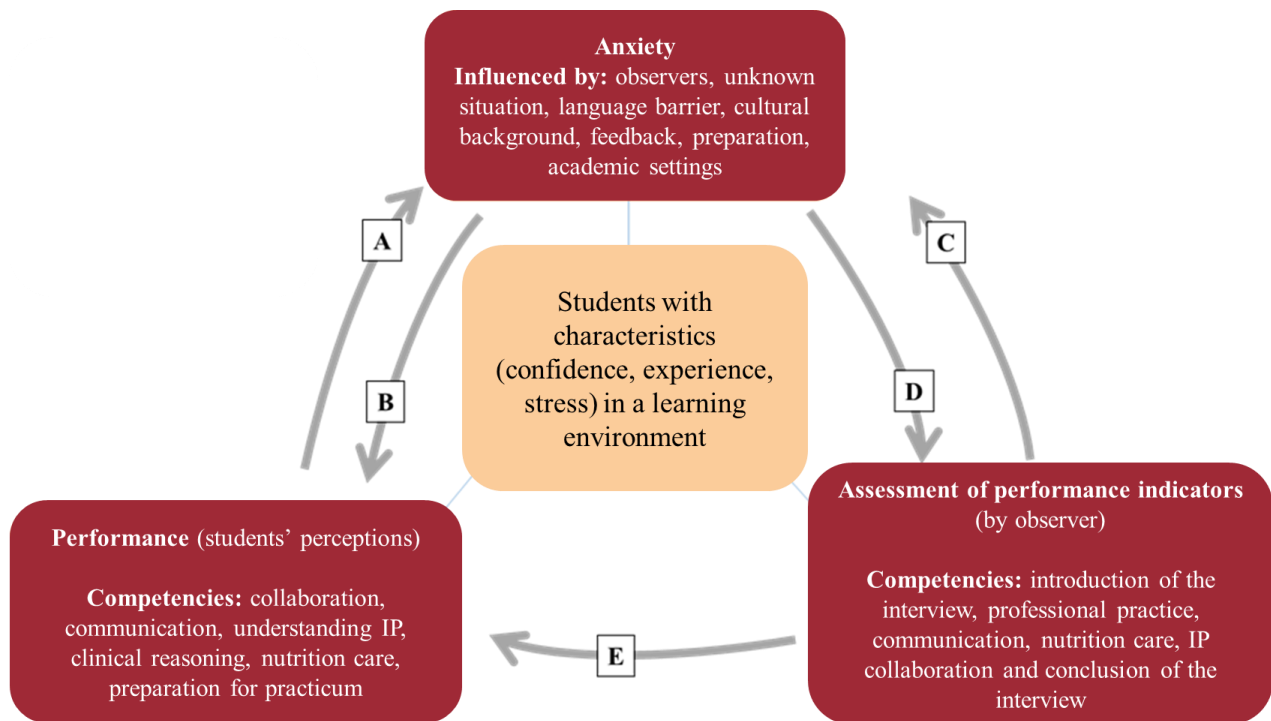 Anxiety
Influenced by: observers, unknown
situation, language barrier, cultural
background, feedback, preparation,
academic settings
A
C
Students with
characteristics
(confidence, experience,
stress) in a learning
environment
B
D
Performance (students’ perceptions)
Competencies: collaboration,
communication, understanding IP,
clinical reasoning, nutrition care,
preparation for practicum
Assessment of performance indicators
(by observer)
Competencies: introduction of the
interview, professional practice,
communication, nutrition care, IP
collaboration and conclusion of the
interview
E